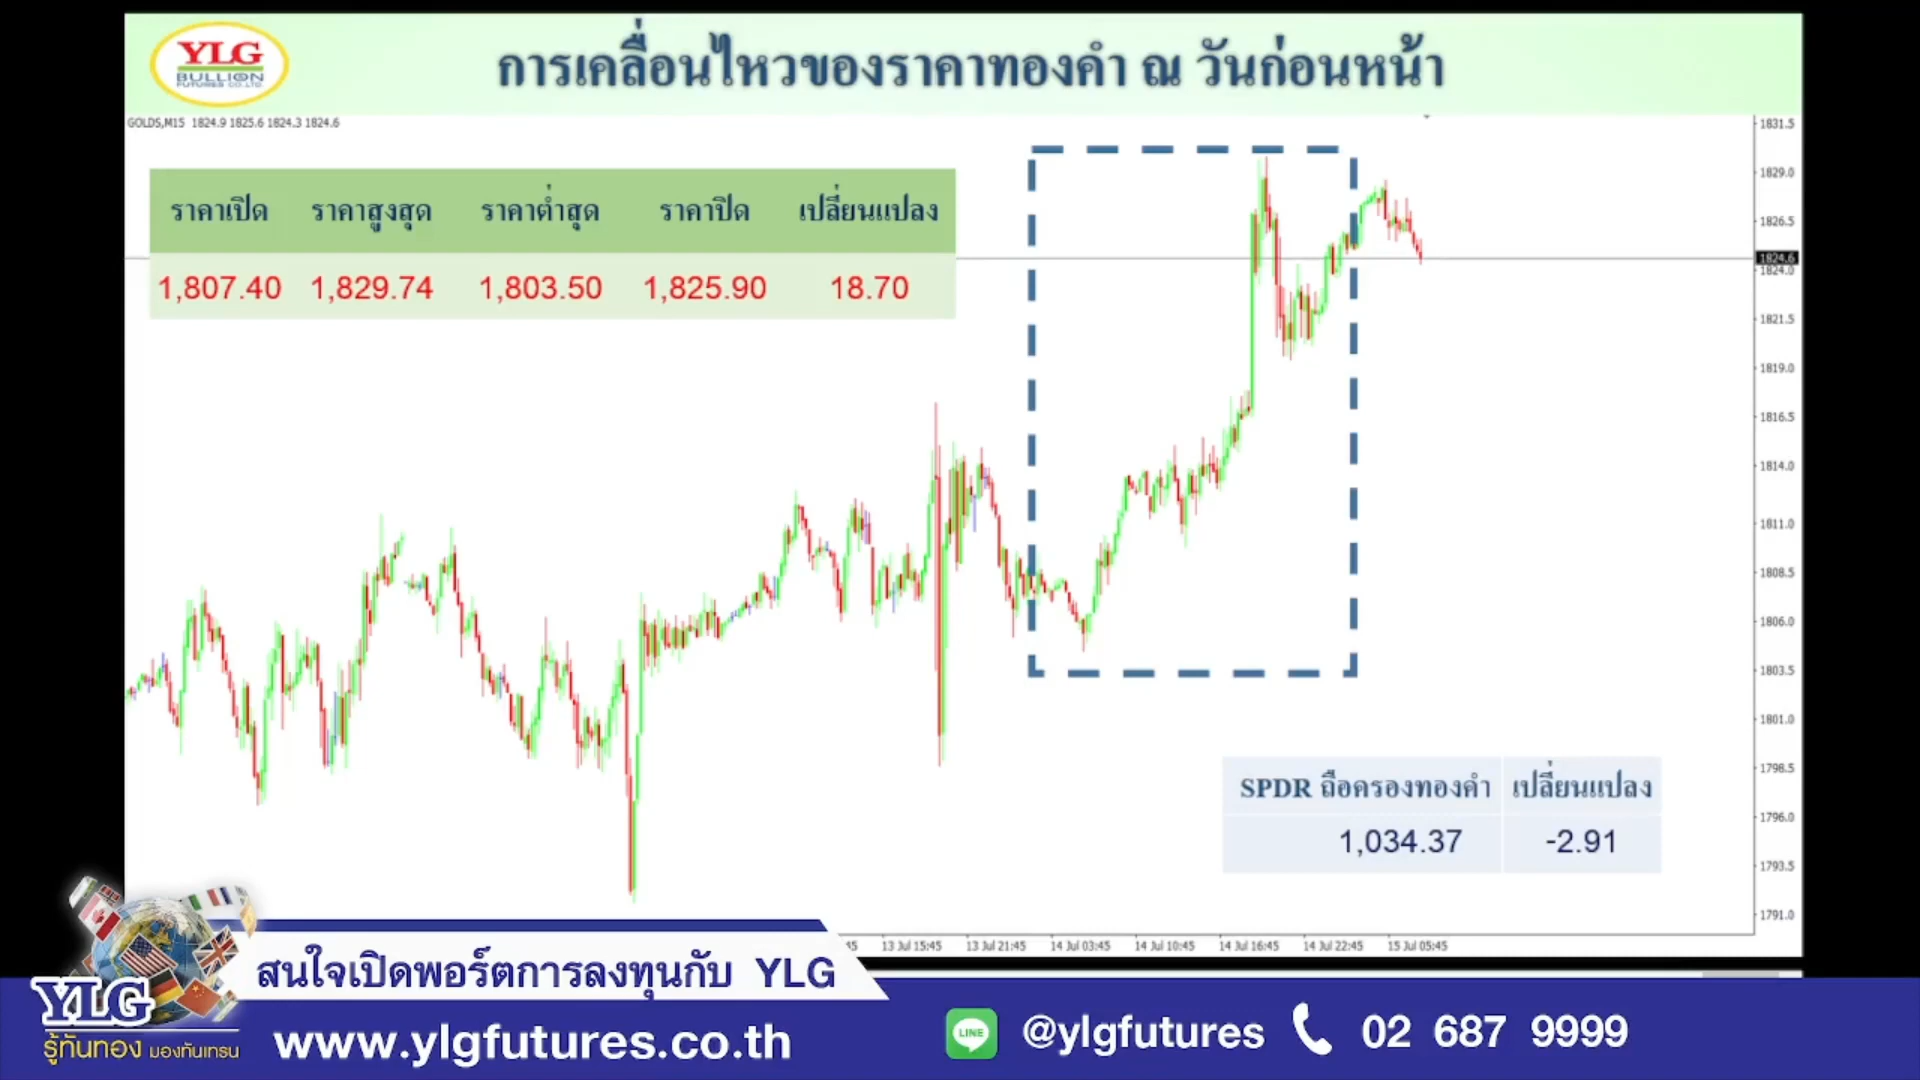 YLG
BULLION
FUTURES CO.,LTD.
การเคลื่อนไหวของราคาทองคำ ณ วันก่อนหน้า
GOLDS,M15 1824.9 1825.6 1824.3 1824.6
ราคาเปิด ราคาสูงสุด ราคาต่ำสุด ราคาปิด เปลี่ยนแปลง
1,807.40 1,829.74 1,803.50 1,825.90 18.70
1831.5
1829.0
1826.5
1824.6
1824.0
1821.5
1819.0
1816.5
1814.0
1811.0
1808.5
1806.0
1803.5
1801.0
1798.5
1796.0
1793.5
1791.0
SPDR ถือครองทองคำ เปลี่ยนแปลง
1,034.37 -2.91
13 Jul 15:45 13 Jul 21:45 14 Jul 03:45 14 Jul 10:45 14 Jul 16:45 14 Jul 22:45 15 Jul 05:45
สนใจเปิดพอร์ตการลงทุนกับ YLG
YLG
รู้ทันทอง มองทันเทรน
www.ylgfutures.co.th
LINE @ylgfutures 02 687 9999